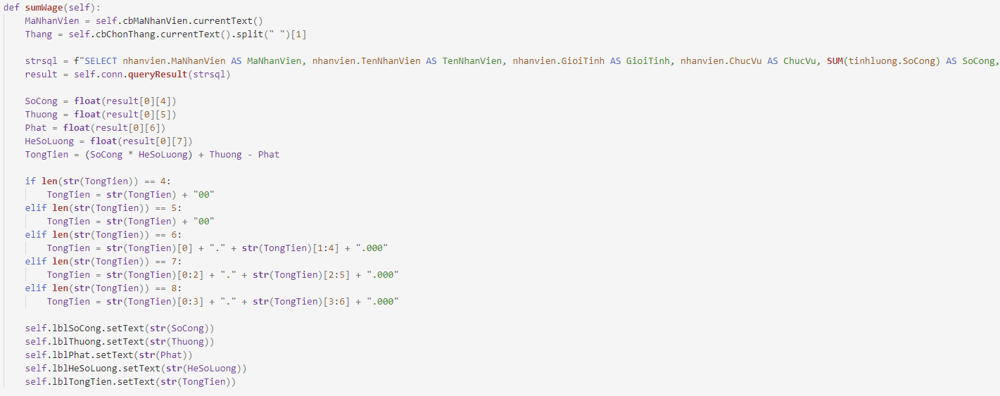 def sumWage(self):
    MaNhanVien = self.cbMaNhanVien.currentText()
    Thang = self.cbChonThang.currentText().split(" ")[1]

    strsql = f"SELECT nhanvien.MaNhanVien AS MaNhanVien, nhanvien.TenNhanVien AS TenNhanVien, nhanvien.GioiTinh AS GioiTinh, nhanvien.ChucVu AS ChucVu, SUM(tinhluong.SoCong) AS SoCong,
    result = self.conn.queryResult(strsql)

    SoCong = float(result[0][4])
    Thuong = float(result[0][5])
    Phat = float(result[0][6])
    HeSoLuong = float(result[0][7])
    TongTien = (SoCong * HeSoLuong) + Thuong - Phat

    if len(str(TongTien)) == 4:
        TongTien = str(TongTien) + "00"
    elif len(str(TongTien)) == 5:
        TongTien = str(TongTien) + "00"
    elif len(str(TongTien)) == 6:
        TongTien = str(TongTien)[0] + "." + str(TongTien)[1:4] + ".000"
    elif len(str(TongTien)) == 7:
        TongTien = str(TongTien)[0:2] + "." + str(TongTien)[2:5] + ".000"
    elif len(str(TongTien)) == 8:
        TongTien = str(TongTien)[0:3] + "." + str(TongTien)[3:6] + ".000"

    self.lblSoCong.setText(str(SoCong))
    self.lblThuong.setText(str(Thuong))
    self.lblPhat.setText(str(Phat))
    self.lblHeSoLuong.setText(str(HeSoLuong))
    self.lblTongTien.setText(str(TongTien))